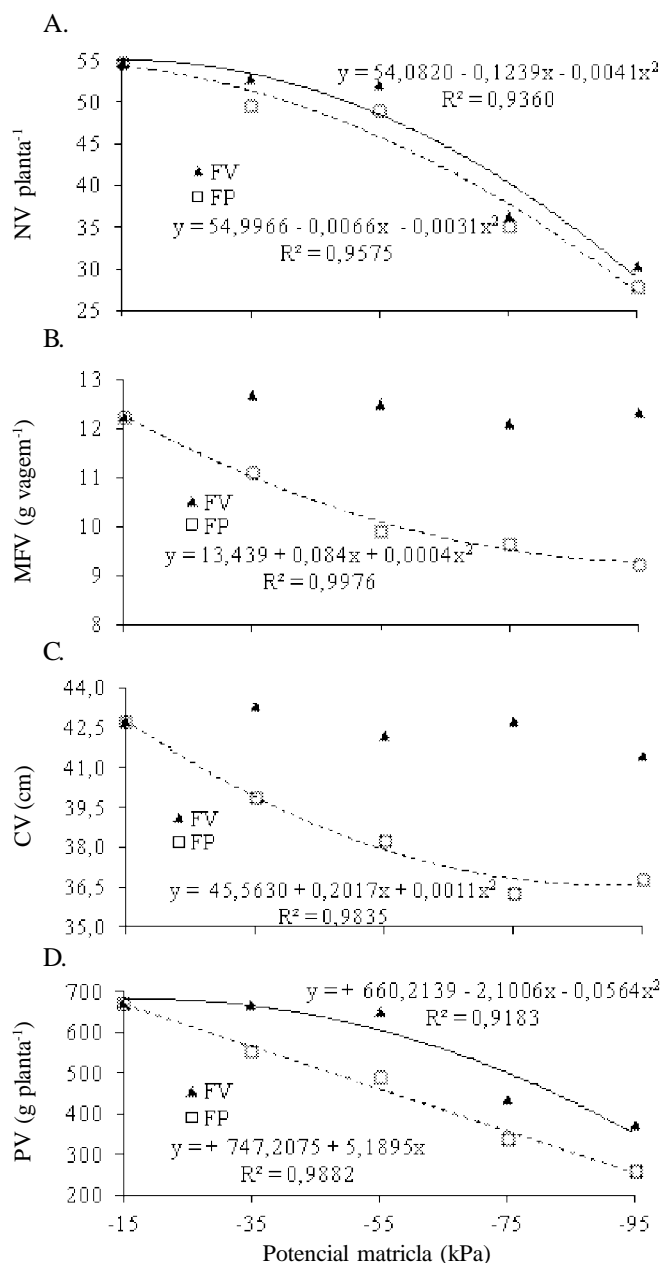 A.
55
50
45
40
35
30
25
NV planta⁻¹
y = 54,0820 - 0,1239x - 0,0041x²
R² = 0,9360
FV
FP
y = 54,9966 - 0,0066x - 0,0031x²
R² = 0,9575
B.
13
12
11
10
9
8
MFV (g vagem⁻¹)
FV
FP
y = 13,439 + 0,084x + 0,0004x²
R² = 0,9976
C.
44,0
42,5
41,0
39,5
38,0
36,5
35,0
CV (cm)
FV
FP
y = 45,5630 + 0,2017x + 0,0011x²
R² = 0,9835
D.
700
600
500
400
300
200
PV (g planta⁻¹)
y = + 660,2139 - 2,1006x - 0,0564x²
R² = 0,9183
FV
FP
y = + 747,2075 + 5,1895x
R² = 0,9882
-15 -35 -55 -75 -95
Potencial matricla (kPa)